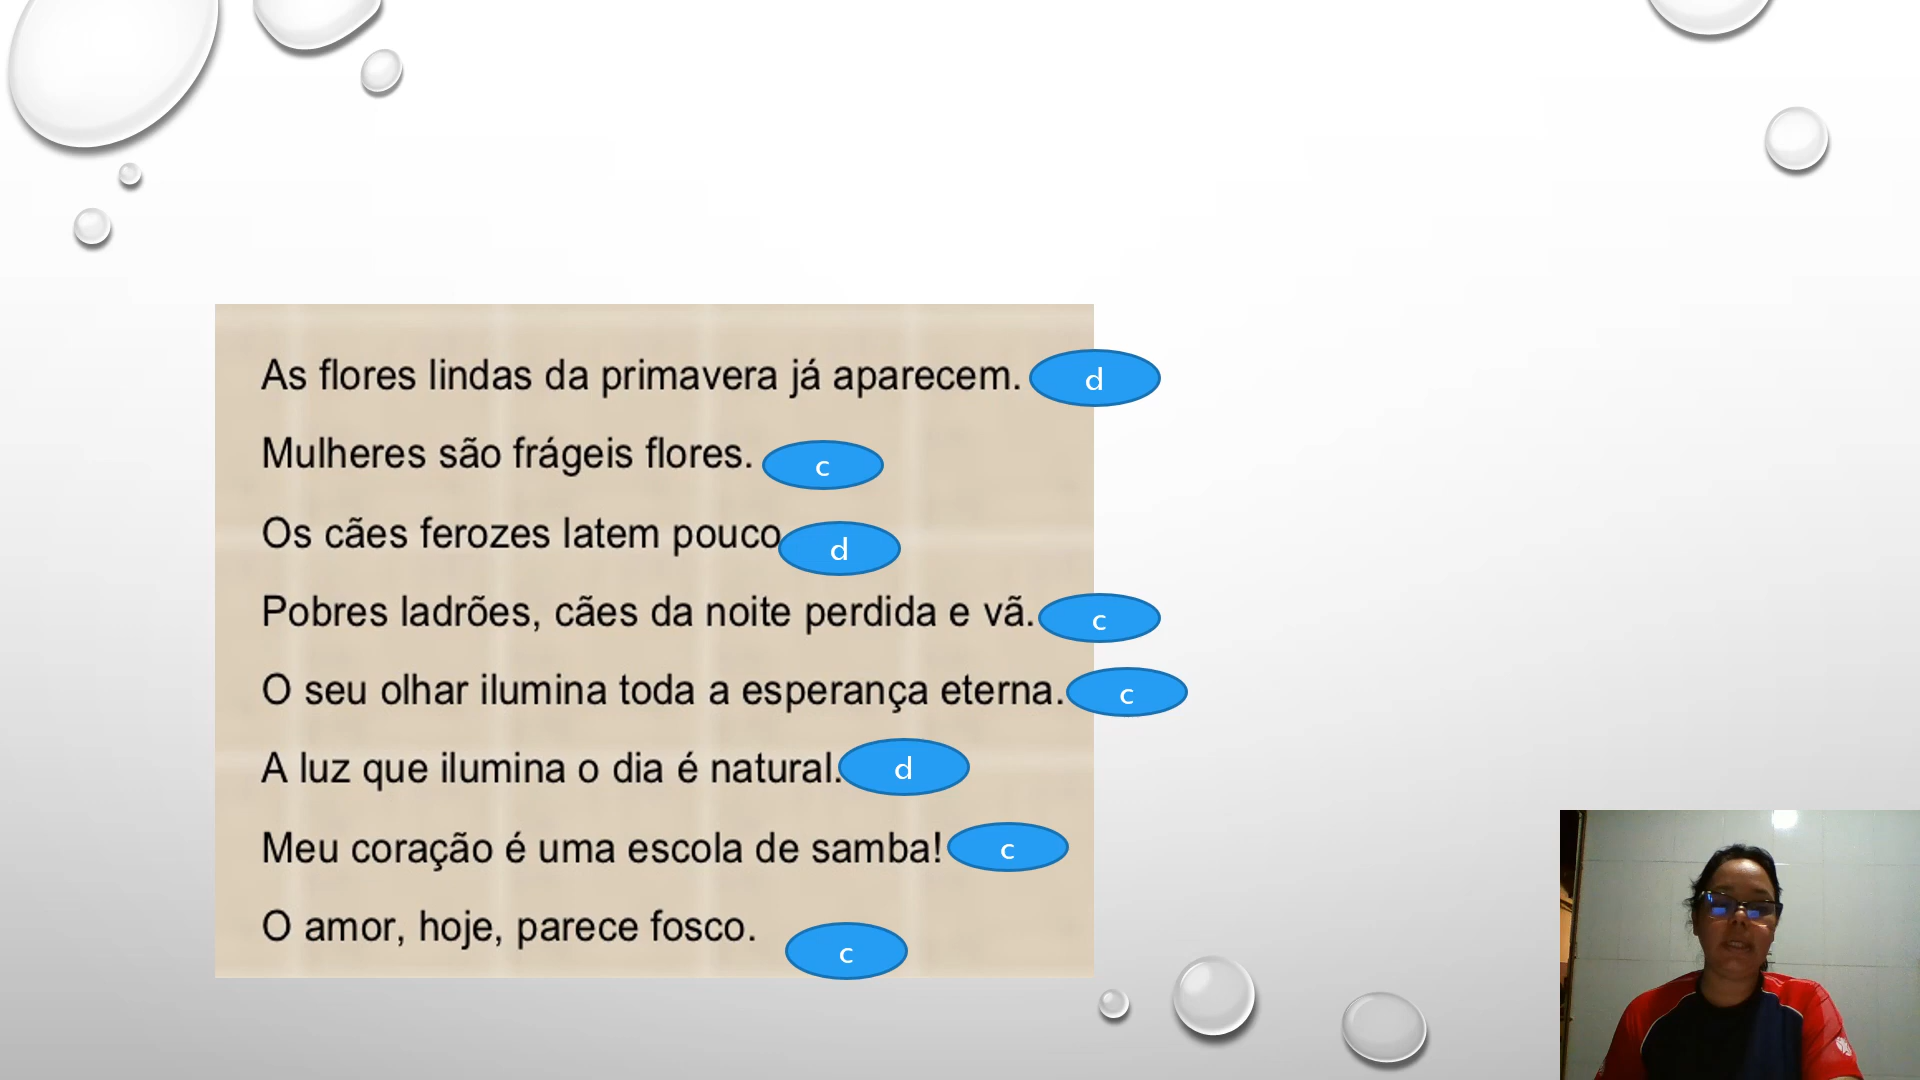 As flores lindas da primavera já aparecem. d
Mulheres são frágeis flores. c
Os cães ferozes latem pouco d
Pobres ladrões, cães da noite perdida e vã. c
O seu olhar ilumina toda a esperança eterna. c
A luz que ilumina o dia é natural. d
Meu coração é uma escola de samba! c
O amor, hoje, parece fosco. c